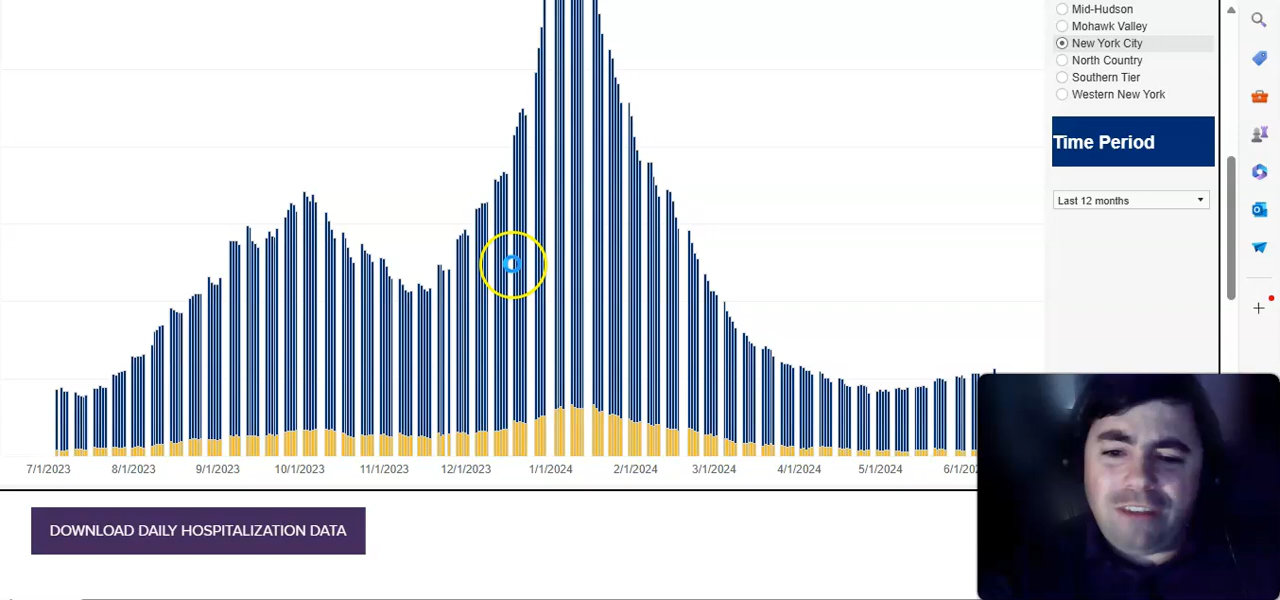 Mid-Hudson
Mohawk Valley
New York City
North Country
Southern Tier
Western New York
Time Period
Last 12 months
7/1/2023 8/1/2023 9/1/2023 10/1/2023 11/1/2023 12/1/2023 1/1/2024 2/1/2024 3/1/2024 4/1/2024 5/1/2024
DOWNLOAD DAILY HOSPITALIZATION DATA